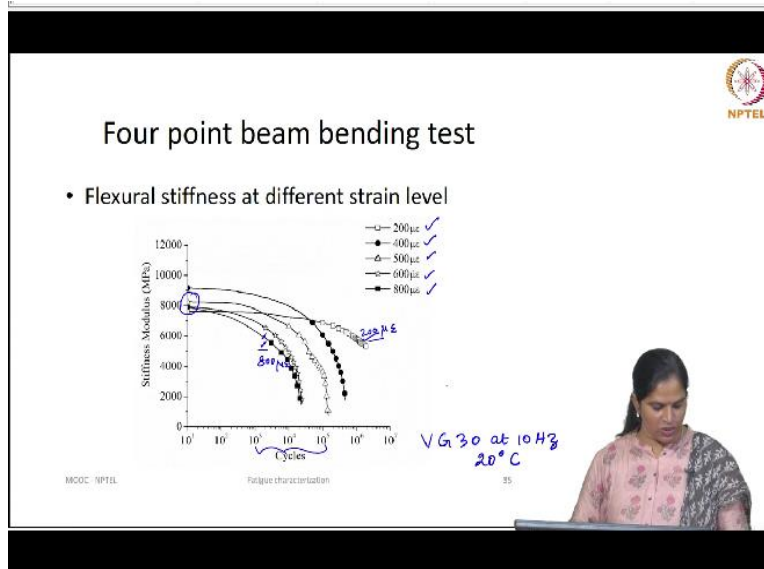 NPTEL
Four point beam bending test
• Flexural stiffness at different strain level
200µε
400µε
500µε
600µε
800µε
12000
10000
8000
6000
4000
2000
0
Stiffness Modulus (MPa)
200µε
800µε
10¹ 10² 10³ 10⁴ 10⁵ 10⁶ 10⁷
Cycles
VG30 at 10 Hz
20°C
MOOC - NPTEL
Fatigue characterization
35